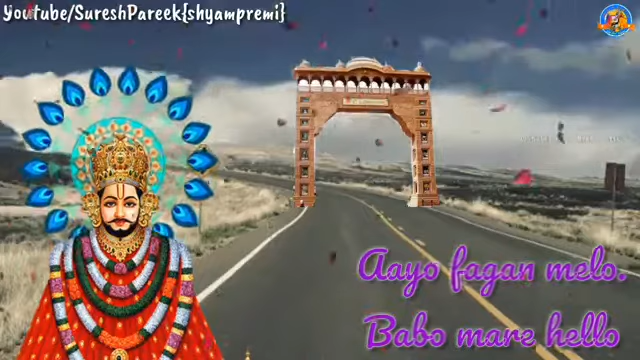 Youtube/SureshPareek{shyampremi}
Aayo fagan melo.
Babo mare hello